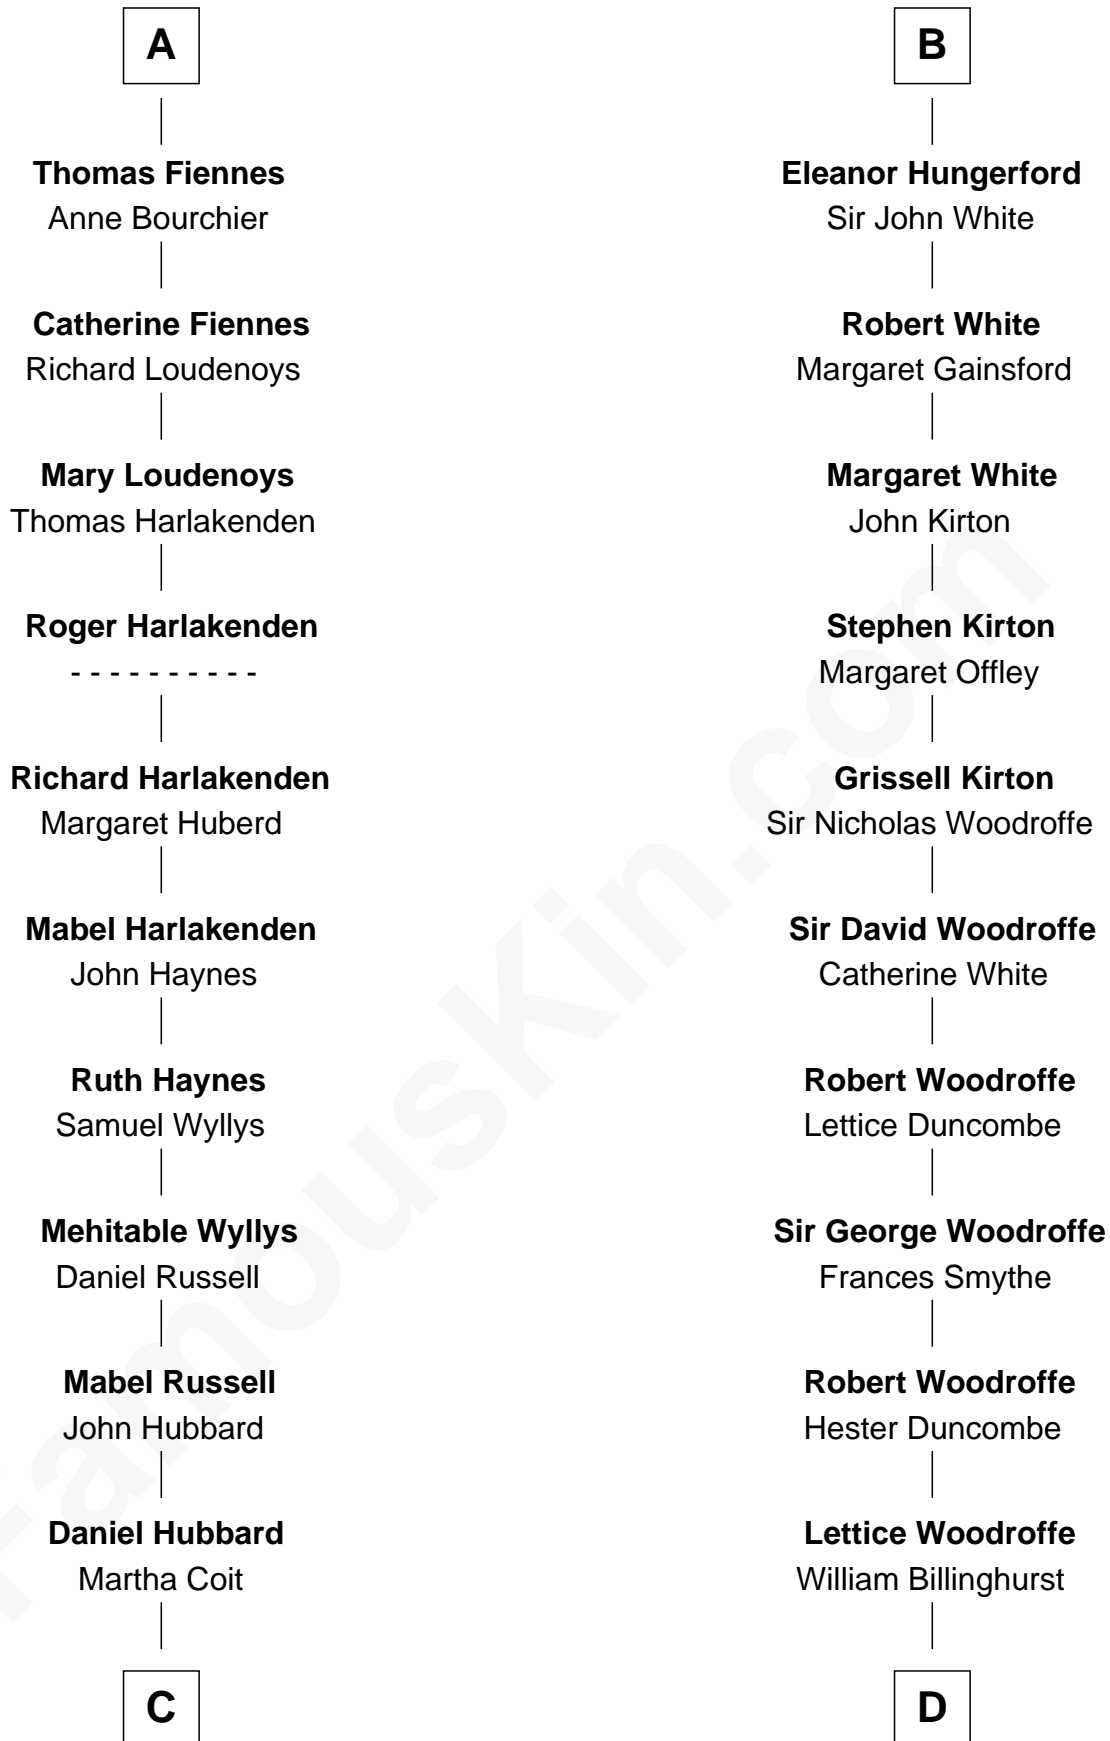 A
Thomas Fiennes
Anne Bourchier
Catherine Fiennes
Richard Loudenoys
Mary Loudenoys
Thomas Harlakenden
Roger Harlakenden
- - - - - - - - - -
Richard Harlakenden
Margaret Huberd
Mabel Harlakenden
John Haynes
Ruth Haynes
Samuel Wyllys
Mehitable Wyllys
Daniel Russell
Mabel Russell
John Hubbard
Daniel Hubbard
Martha Coit
C
B
Eleanor Hungerford
Sir John White
Robert White
Margaret Gainsford
Margaret White
John Kirton
Stephen Kirton
Margaret Offley
Grissell Kirton
Sir Nicholas Woodroffe
Sir David Woodroffe
Catherine White
Robert Woodroffe
Lettice Duncombe
Sir George Woodroffe
Frances Smythe
Robert Woodroffe
Hester Duncombe
Lettice Woodroffe
William Billinghurst
D
FamousKin.com